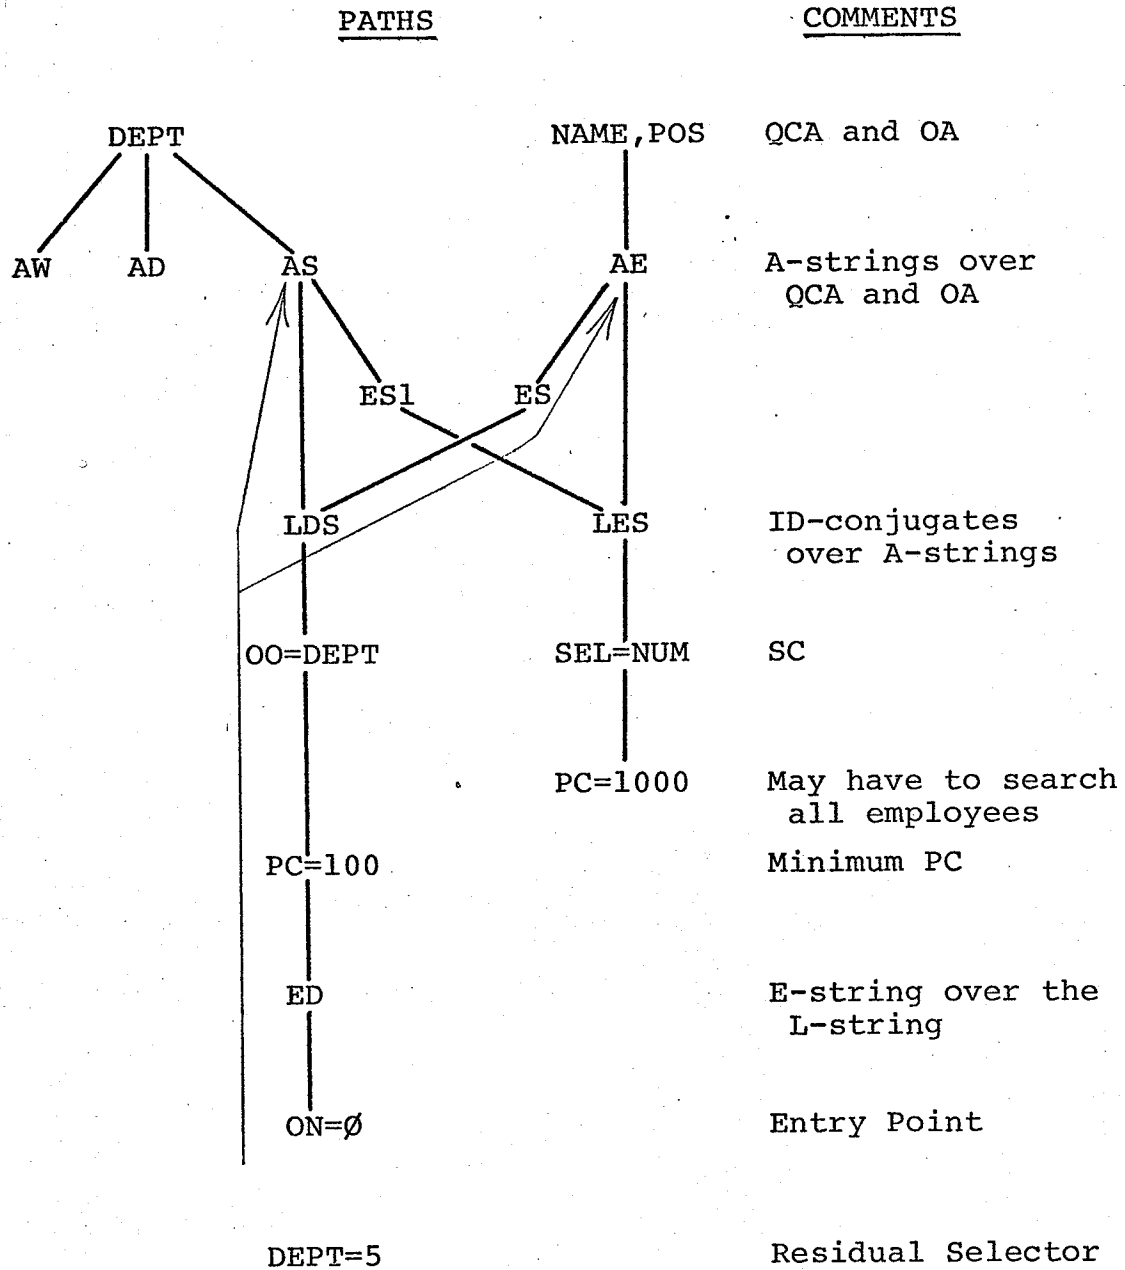 PATHS COMMENTS
DEPT NAME,POS QCA and OA
AW AD AS AE A-strings over
QCA and OA
ES1 ES
LDS LES ID-conjugates
over A-strings
OO=DEPT SEL=NUM SC
PC=1000 May have to search
all employees
PC=100 Minimum PC
ED E-string over the
L-string
ON=Ø Entry Point
DEPT=5 Residual Selector